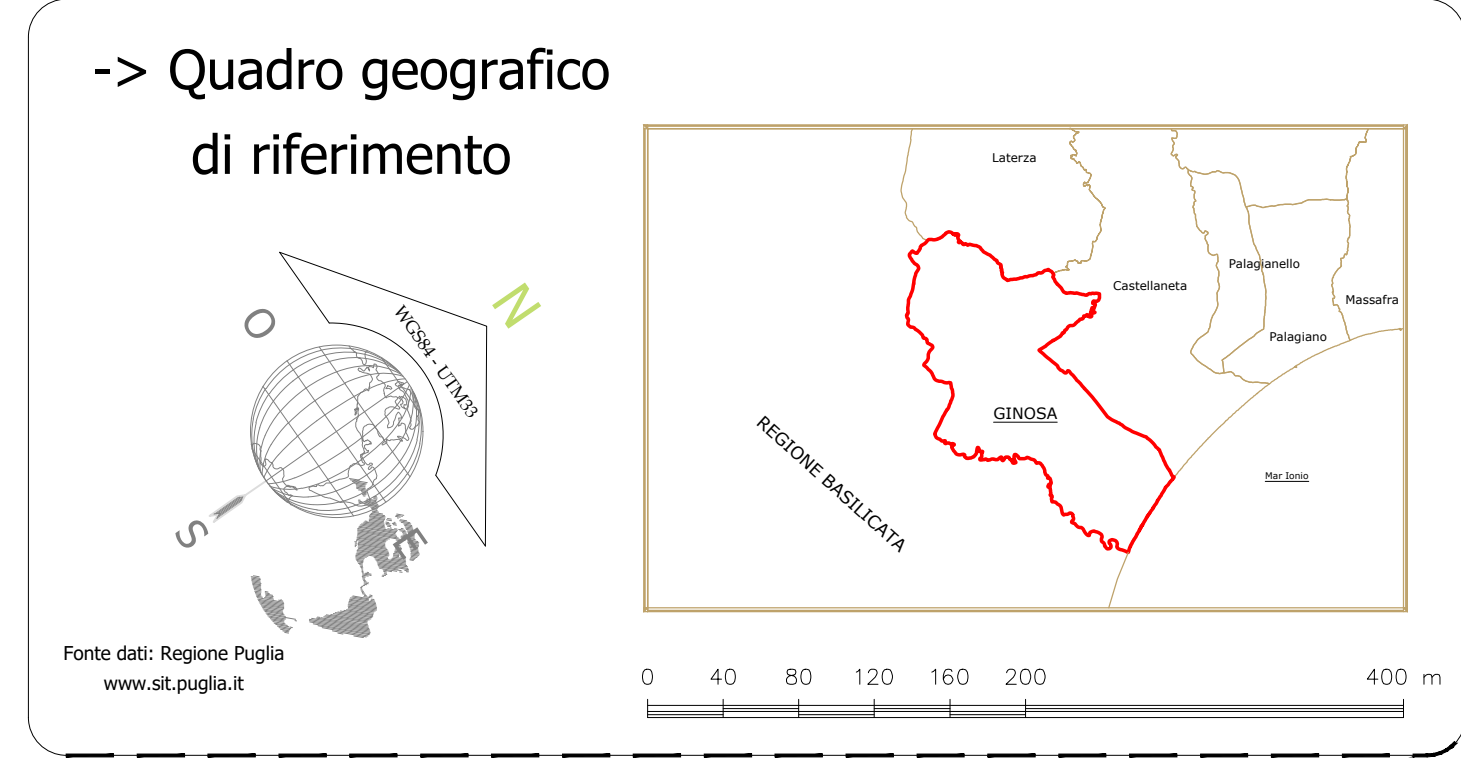 -> Quadro geografico
di riferimento
N
O
WGS84 - UTM33
S
E
Fonte dati: Regione Puglia
www.sit.puglia.it
Laterza
Castellaneta
Palagianello
Massafra
Palagiano
GINOSA
REGIONE BASILICATA
Mar Ionio
0 40 80 120 160 200 400 m